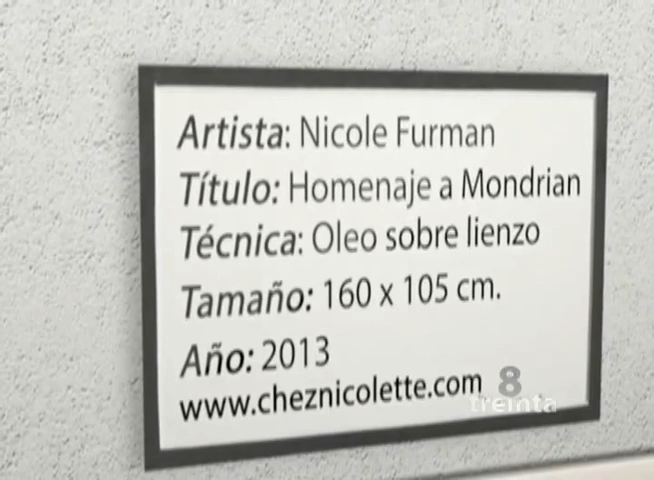 Artista: Nicole Furman
Título: Homenaje a Mondrian
Técnica: Oleo sobre lienzo
Tamaño: 160 x 105 cm.
Año: 2013
www.cheznicolette.com
8
treinta